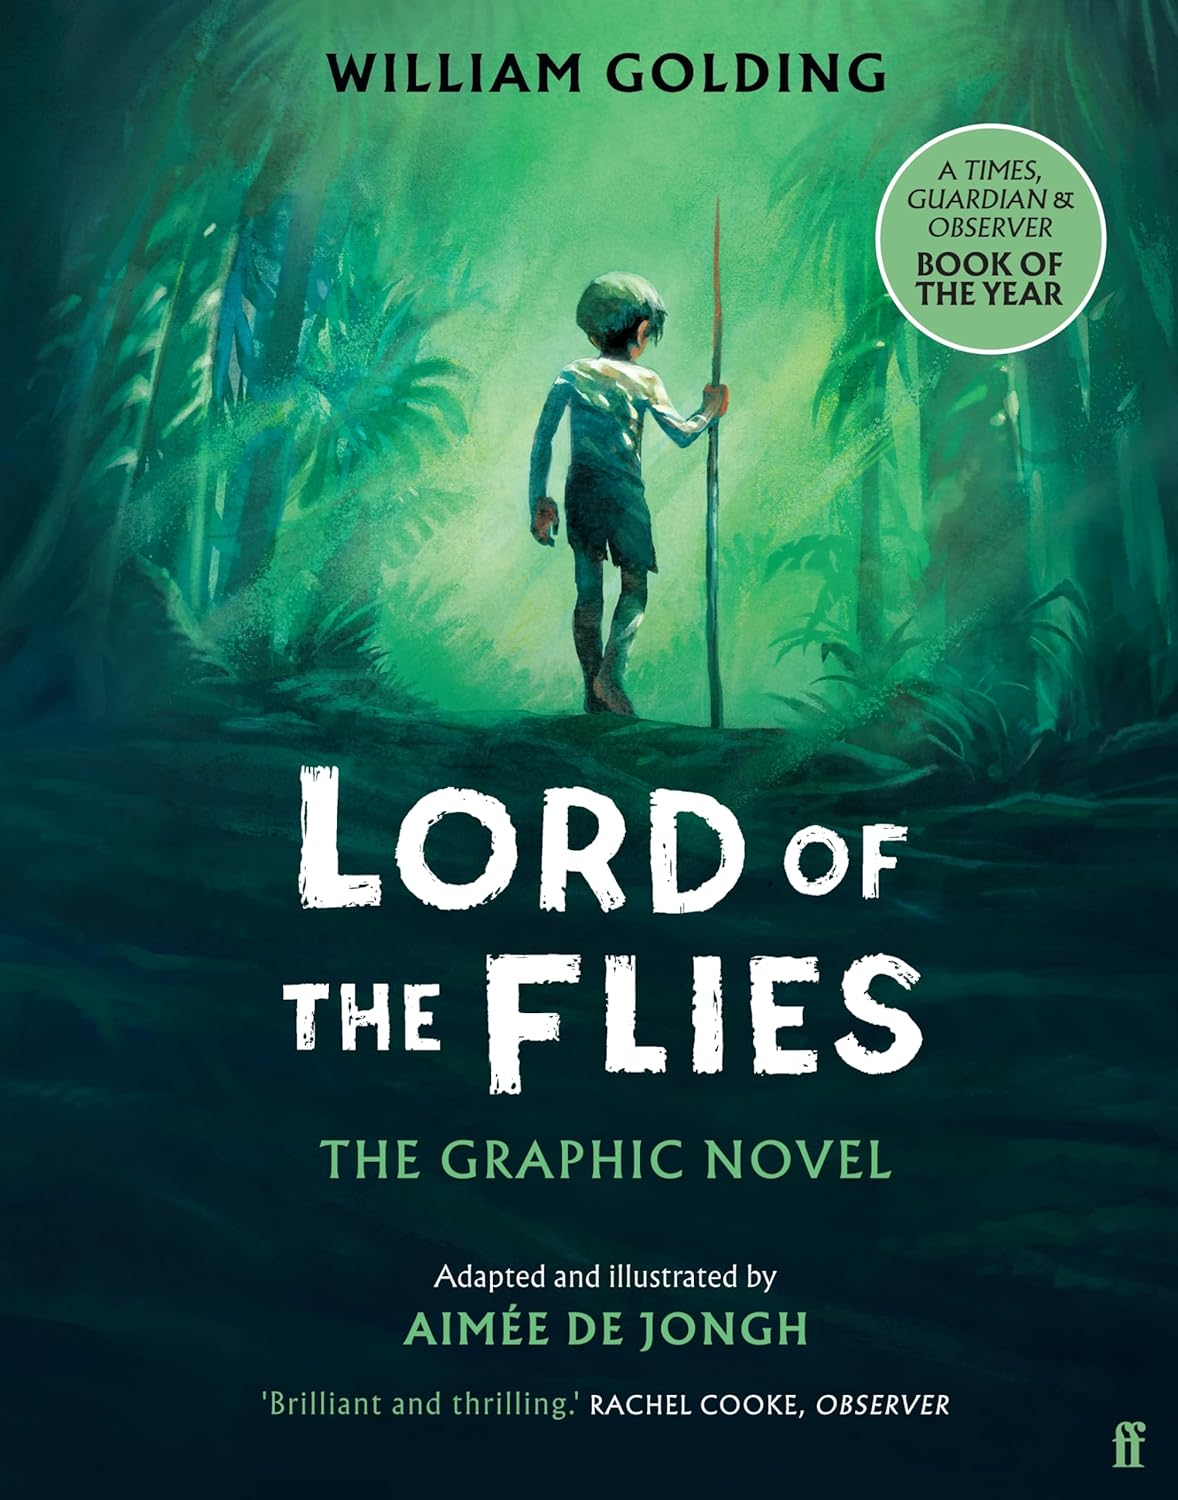 WILLIAM GOLDING
A TIMES,
GUARDIAN &
OBSERVER
BOOK OF
THE YEAR
LORD OF
THE FLIES
THE GRAPHIC NOVEL
Adapted and illustrated by
AIMÉE DE JONGH
'Brilliant and thrilling.' RACHEL COOKE, OBSERVER
ff